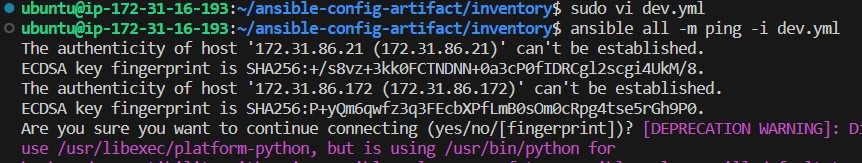 ubuntu@ip-172-31-16-193:~/ansible-config-artifact/inventory$ sudo vi dev.yml
ubuntu@ip-172-31-16-193:~/ansible-config-artifact/inventory$ ansible all -m ping -i dev.yml
The authenticity of host '172.31.86.21 (172.31.86.21)' can't be established.
ECDSA key fingerprint is SHA256:+/s8vz+3kk0FCTNDNN+0a3cP0fIDRCgl2scgi4UkM/8.
The authenticity of host '172.31.86.172 (172.31.86.172)' can't be established.
ECDSA key fingerprint is SHA256:P+yQm6qwfz3q3FEcbXPfLmB0sOm0cRpg4tse5rGh9P0.
Are you sure you want to continue connecting (yes/no/[fingerprint])? [DEPRECATION WARNING]: Di
use /usr/libexec/platform-python, but is using /usr/bin/python for